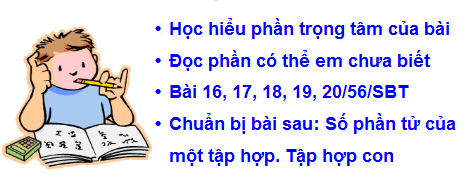 • Học hiểu phần trọng tâm của bài
• Đọc phần có thể em chưa biết
• Bài 16, 17, 18, 19, 20/56/SBT
• Chuẩn bị bài sau: Số phần tử của
một tập hợp. Tập hợp con